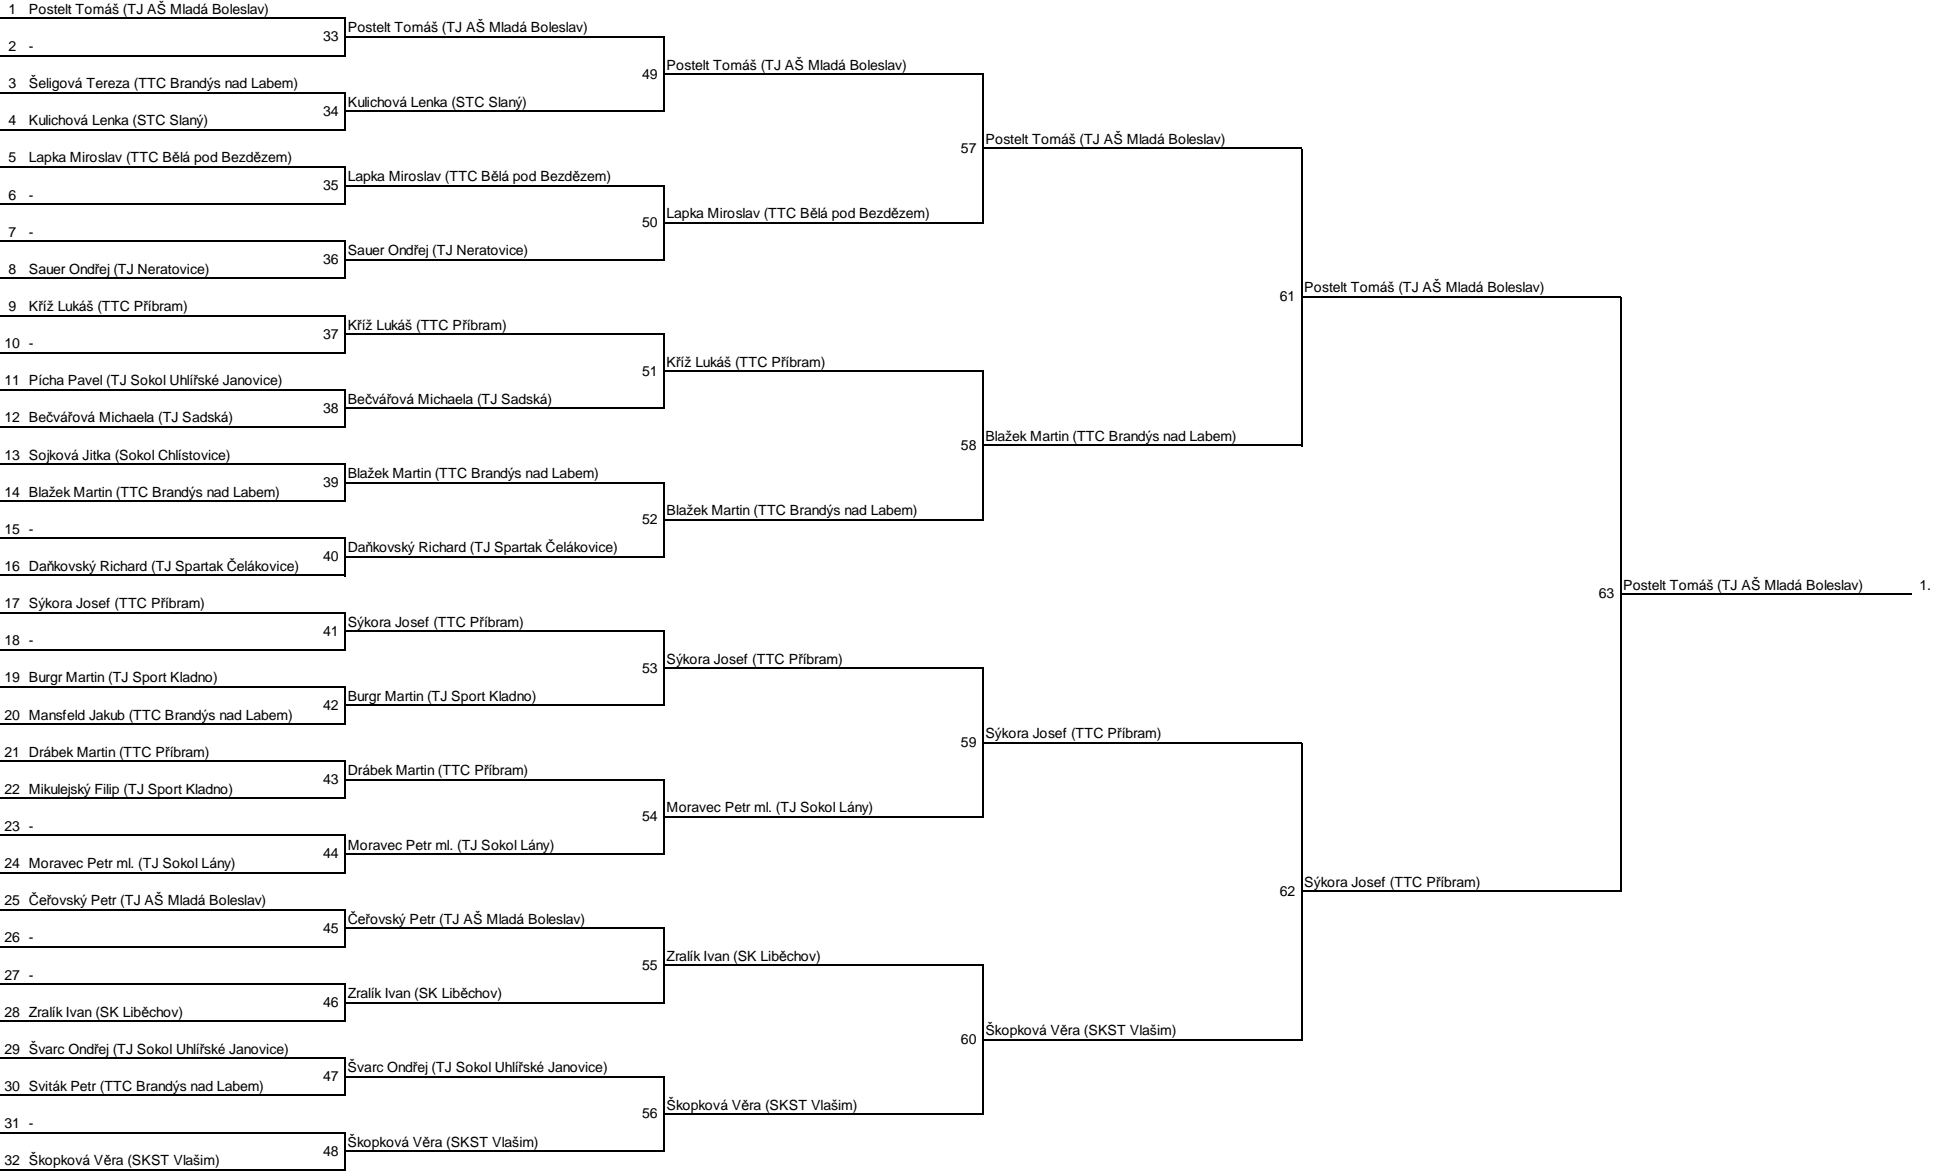 1 Postelt Tomáš (TJ AŠ Mladá Boleslav)
2 -
3 Šeligová Tereza (TTC Brandýs nad Labem)
4 Kulichová Lenka (STC Slaný)
5 Lapka Miroslav (TTC Bělá pod Bezdězem)
6 -
7 -
8 Sauer Ondřej (TJ Neratovice)
9 Kříž Lukáš (TTC Příbram)
10 -
11 Pícha Pavel (TJ Sokol Uhlířské Janovice)
12 Bečvářová Michaela (TJ Sadská)
13 Sojková Jitka (Sokol Chlístovice)
14 Blažek Martin (TTC Brandýs nad Labem)
15 -
16 Daňkovský Richard (TJ Spartak Čelákovice)
17 Sýkora Josef (TTC Příbram)
18 -
19 Burgr Martin (TJ Sport Kladno)
20 Mansfeld Jakub (TTC Brandýs nad Labem)
21 Drábek Martin (TTC Příbram)
22 Mikulejský Filip (TJ Sport Kladno)
23 -
24 Moravec Petr ml. (TJ Sokol Lány)
25 Čeřovský Petr (TJ AŠ Mladá Boleslav)
26 -
27 -
28 Zralík Ivan (SK Liběchov)
29 Švarc Ondřej (TJ Sokol Uhlířské Janovice)
30 Sviták Petr (TTC Brandýs nad Labem)
31 -
32 Škopková Věra (SKST Vlašim)
33 Postelt Tomáš (TJ AŠ Mladá Boleslav)
34 Kulichová Lenka (STC Slaný)
35 Lapka Miroslav (TTC Bělá pod Bezdězem)
36 Sauer Ondřej (TJ Neratovice)
37 Kříž Lukáš (TTC Příbram)
38 Bečvářová Michaela (TJ Sadská)
39 Blažek Martin (TTC Brandýs nad Labem)
40 Daňkovský Richard (TJ Spartak Čelákovice)
41 Sýkora Josef (TTC Příbram)
42 Burgr Martin (TJ Sport Kladno)
43 Drábek Martin (TTC Příbram)
44 Moravec Petr ml. (TJ Sokol Lány)
45 Čeřovský Petr (TJ AŠ Mladá Boleslav)
46 Zralík Ivan (SK Liběchov)
47 Švarc Ondřej (TJ Sokol Uhlířské Janovice)
48 Škopková Věra (SKST Vlašim)
49 Postelt Tomáš (TJ AŠ Mladá Boleslav)
50 Lapka Miroslav (TTC Bělá pod Bezdězem)
51 Kříž Lukáš (TTC Příbram)
52 Blažek Martin (TTC Brandýs nad Labem)
53 Sýkora Josef (TTC Příbram)
54 Moravec Petr ml. (TJ Sokol Lány)
55 Zralík Ivan (SK Liběchov)
56 Škopková Věra (SKST Vlašim)
57 Postelt Tomáš (TJ AŠ Mladá Boleslav)
58 Blažek Martin (TTC Brandýs nad Labem)
59 Sýkora Josef (TTC Příbram)
60 Škopková Věra (SKST Vlašim)
61 Postelt Tomáš (TJ AŠ Mladá Boleslav)
62 Sýkora Josef (TTC Příbram)
63 Postelt Tomáš (TJ AŠ Mladá Boleslav) 1.